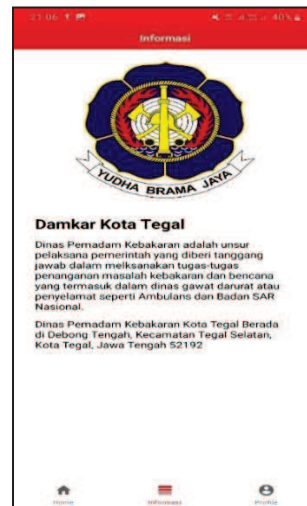 21.06
40%
Informasi
YUDHA BRAMA JAYA
Damkar Kota Tegal
Dinas Pemadam Kebakaran adalah unsur
pelaksana pemerintah yang diberi tanggang
jawab dalam melksanakan tugas-tugas
penanganan masalah kebakaran dan bencana
yang termasuk dalam dinas gawat darurat atau
penyelamat seperti Ambulans dan Badan SAR
Nasional.
Dinas Pemadam Kebakaran Kota Tegal Berada
di Debong Tengah, Kecamatan Tegal Selatan,
Kota Tegal, Jawa Tengah 52192
Home
Informasi
Profile